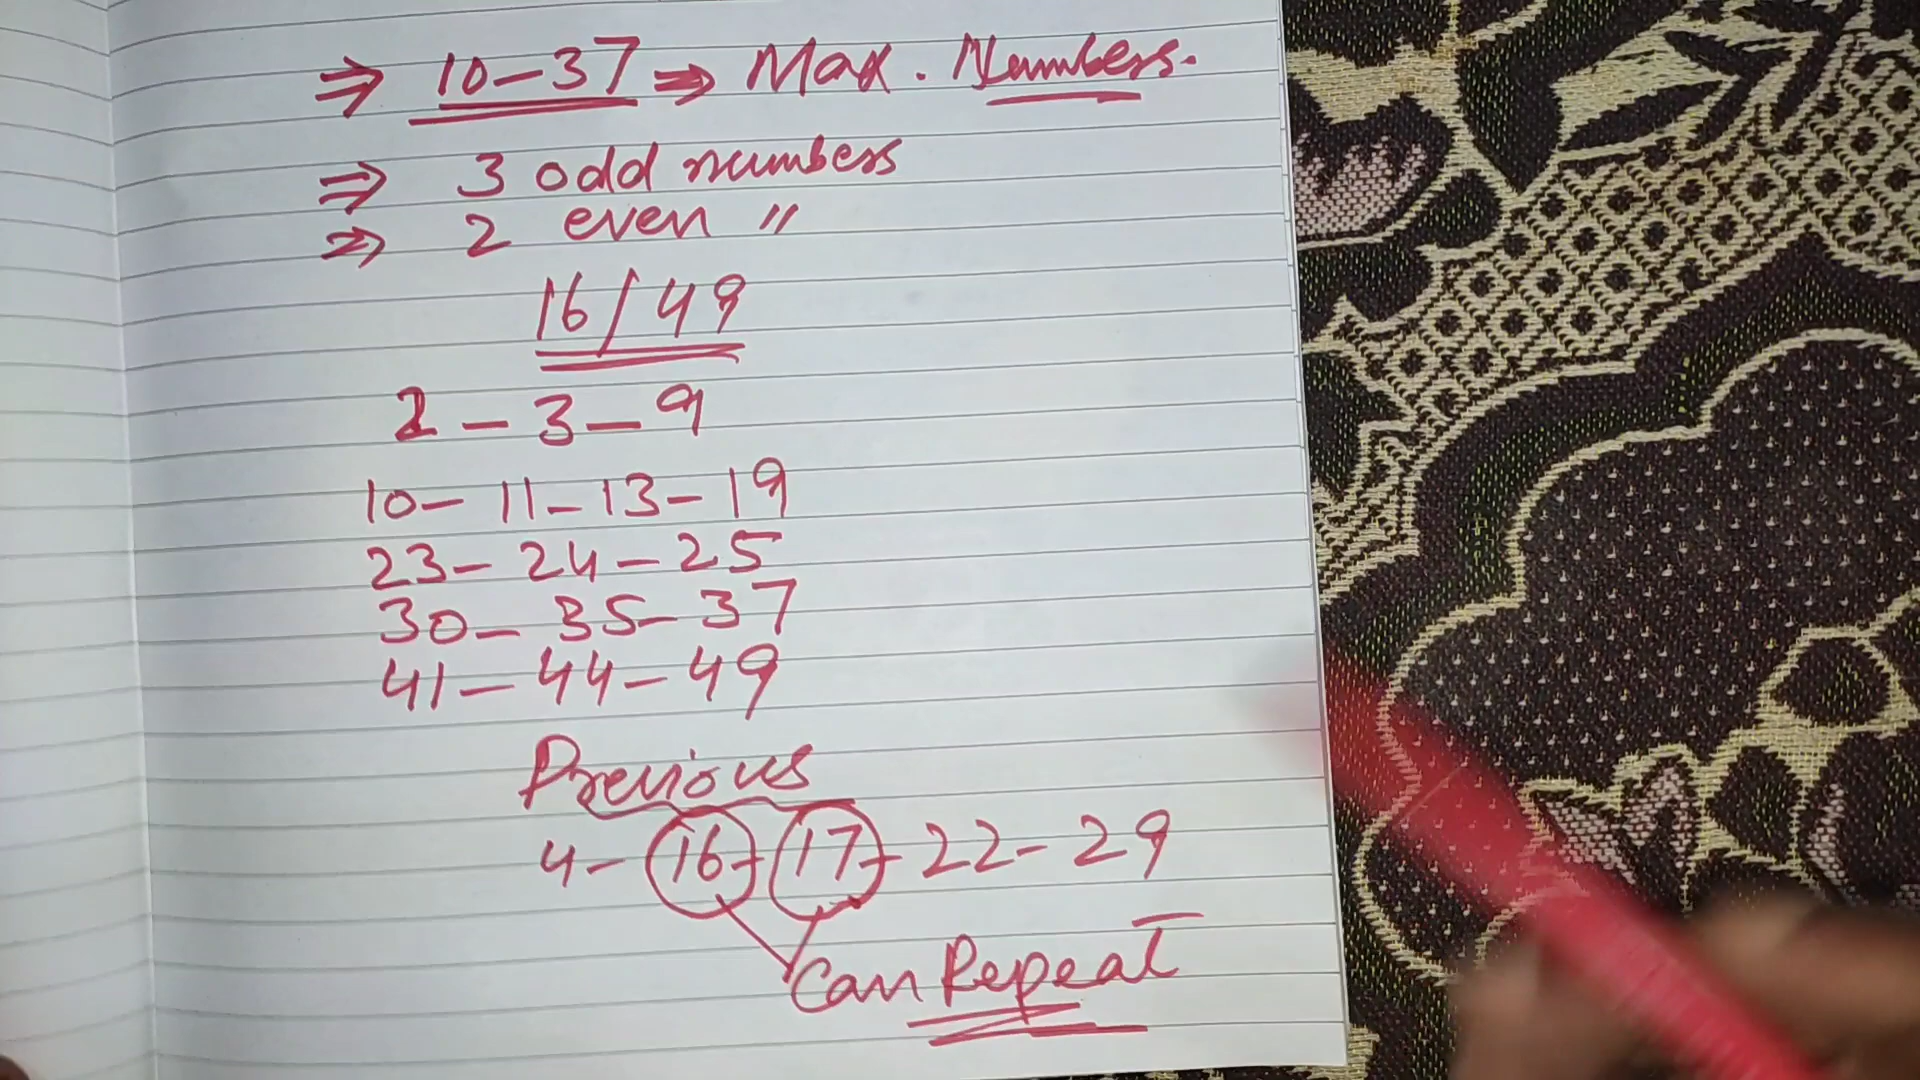 ⇒ 10-37 ⇒ Max. Numbers.
⇒ 3 odd numbers
⇒ 2 even "
16/49
2-3-9
10-11-13-19
23-24-25
30-35-37
41-44-49
Previous
4-16-17-22-29
Can Repeat